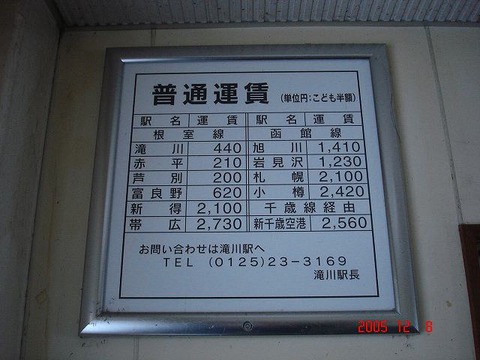 普通運賃 (単位円:こども半額)
駅名 運賃 駅名 運賃
根室線 函館線
滝川 440 旭川 1,410
赤平 210 岩見沢 1,230
芦別 200 札幌 2,100
富良野 620 小樽 2,420
新得 2,100 千歳線経由
帯広 2,730 新千歳空港 2,560
お問い合わせは滝川駅へ
TEL (0125)23-3169
滝川駅長
2005 12 8